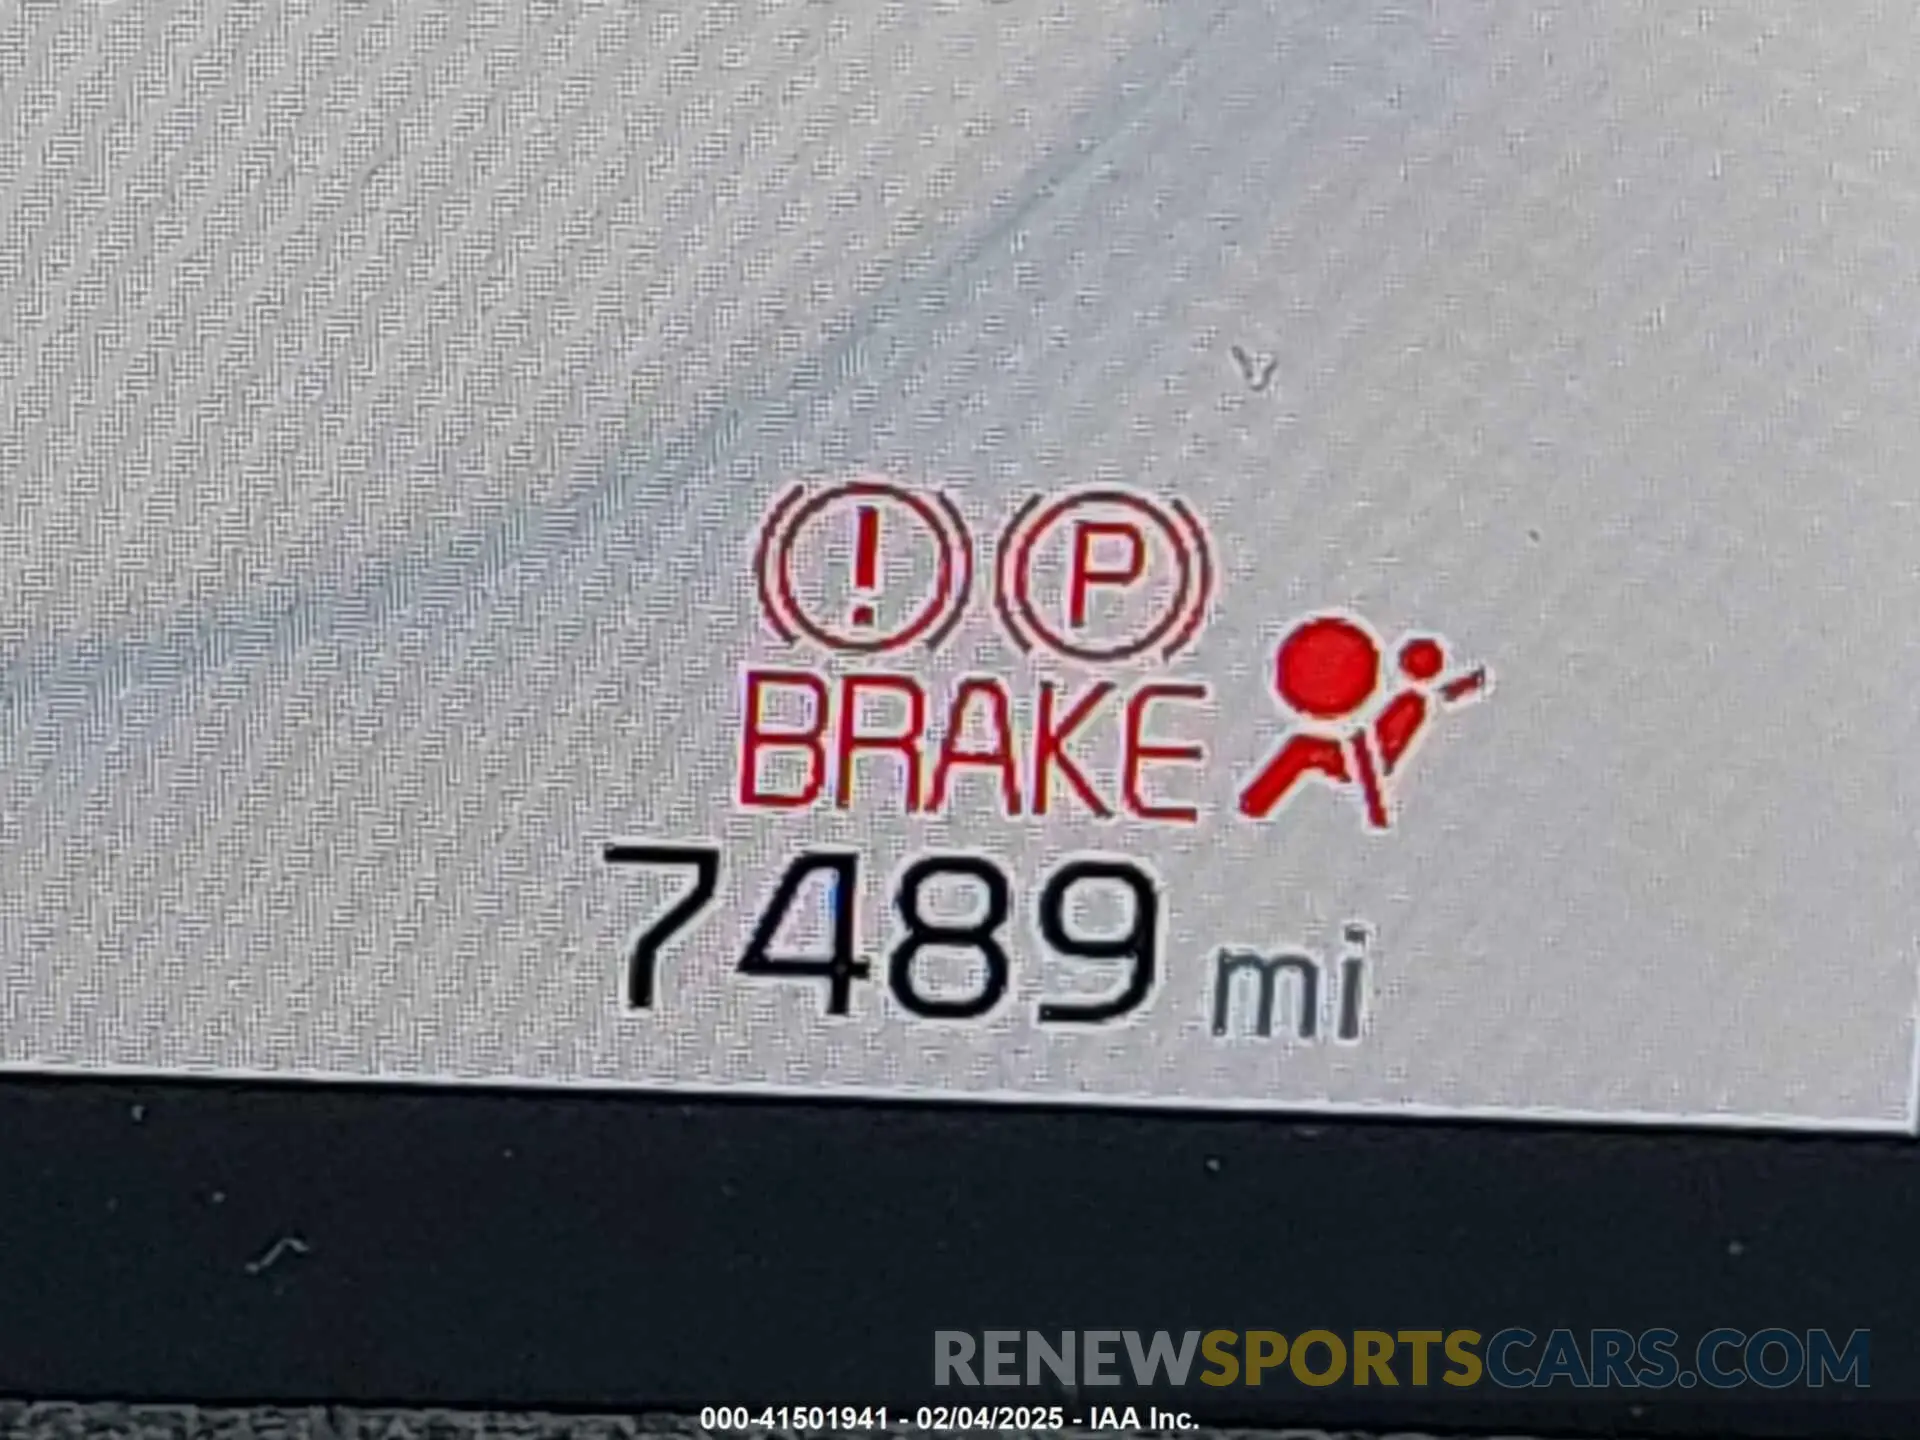 ! P
BRAKE
7489 mi
RENEWSPORTSCARS.COM
000-41501941 - 02/04/2025 - IAA Inc.